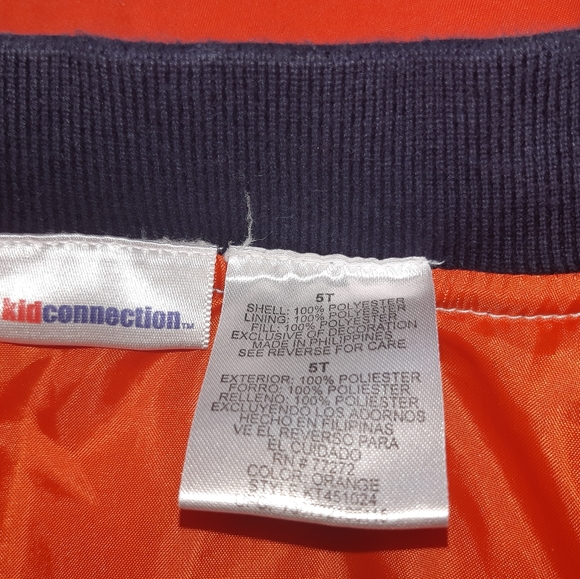 kidconnection™
5T
SHELL: 100% POLYESTER
LINING: 100% POLYESTER
FILL: 100% POLYESTER
EXCLUSIVE OF DECORATION
MADE IN PHILIPPINES
SEE REVERSE FOR CARE
5T
EXTERIOR: 100% POLIESTER
FORRO: 100% POLIESTER
RELLENO: 100% POLIESTER
EXCLUYENDO LOS ADORNOS
HECHO EN FILIPINAS
VE EL REVERSO PARA
EL CUIDADO
RN # 77272
COLOR: ORANGE
STYLE: KT451024